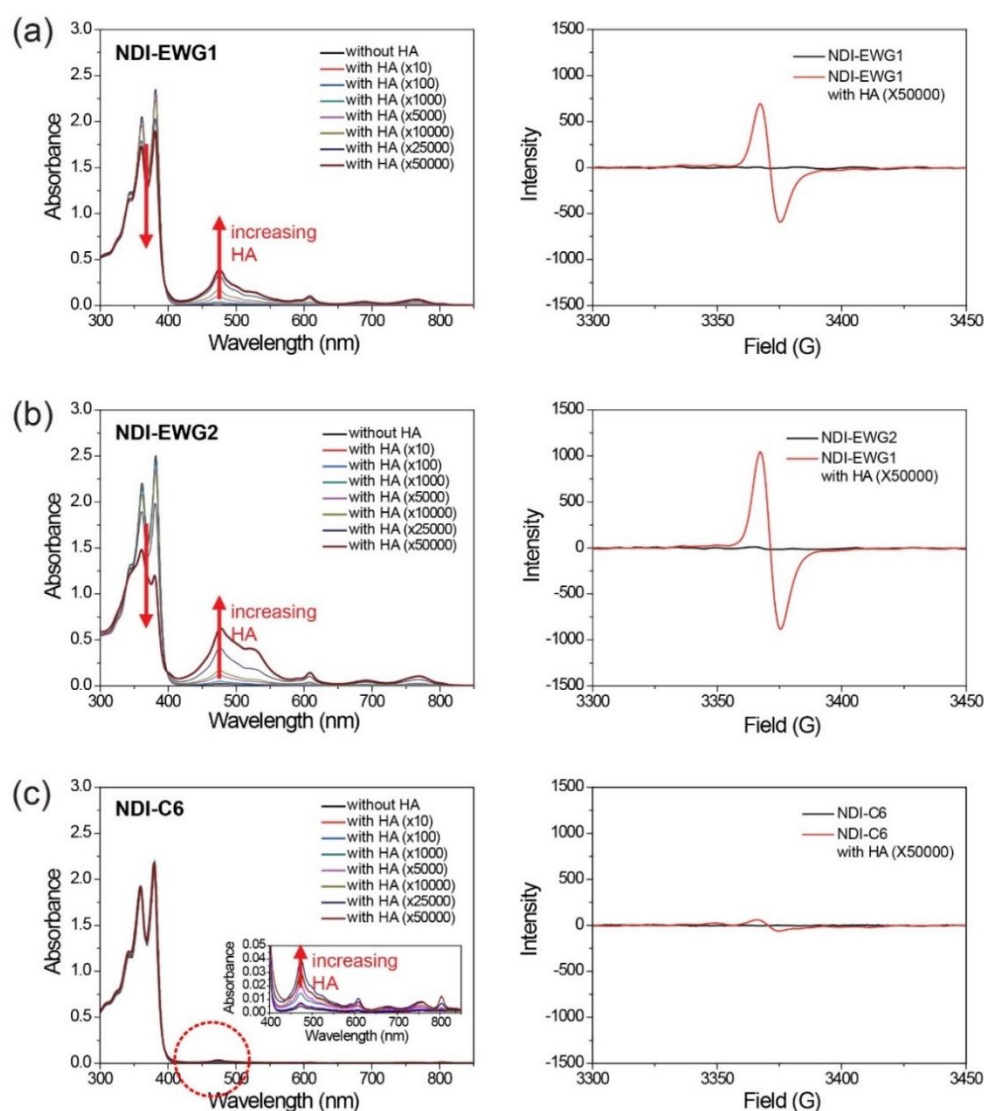 (a)
NDI-EWG1
without HA
with HA (x10)
with HA (x100)
with HA (x1000)
with HA (x5000)
with HA (x10000)
with HA (x25000)
with HA (x50000)
increasing
HA
3.0
2.5
2.0
1.5
1.0
0.5
0.0
Absorbance
300 400 500 600 700 800
Wavelength (nm)
NDI-EWG1
NDI-EWG1
with HA (X50000)
1500
1000
500
0
-500
-1000
-1500
Intensity
3300 3350 3400 3450
Field (G)
(b)
NDI-EWG2
without HA
with HA (x10)
with HA (x100)
with HA (x1000)
with HA (x5000)
with HA (x10000)
with HA (x25000)
with HA (x50000)
increasing
HA
3.0
2.5
2.0
1.5
1.0
0.5
0.0
Absorbance
300 400 500 600 700 800
Wavelength (nm)
NDI-EWG2
NDI-EWG1
with HA (X50000)
1500
1000
500
0
-500
-1000
-1500
Intensity
3300 3350 3400 3450
Field (G)
(c)
NDI-C6
without HA
with HA (x10)
with HA (x100)
with HA (x1000)
with HA (x5000)
with HA (x10000)
with HA (x25000)
with HA (x50000)
3.0
2.5
2.0
1.5
1.0
0.5
0.0
Absorbance
0.05
0.04
0.03
0.02
0.01
0.00
Absorbance
increasing
HA
400 500 600 700 800
Wavelength (nm)
300 400 500 600 700 800
Wavelength (nm)
NDI-C6
NDI-C6
with HA (X50000)
1500
1000
500
0
-500
-1000
-1500
Intensity
3300 3350 3400 3450
Field (G)